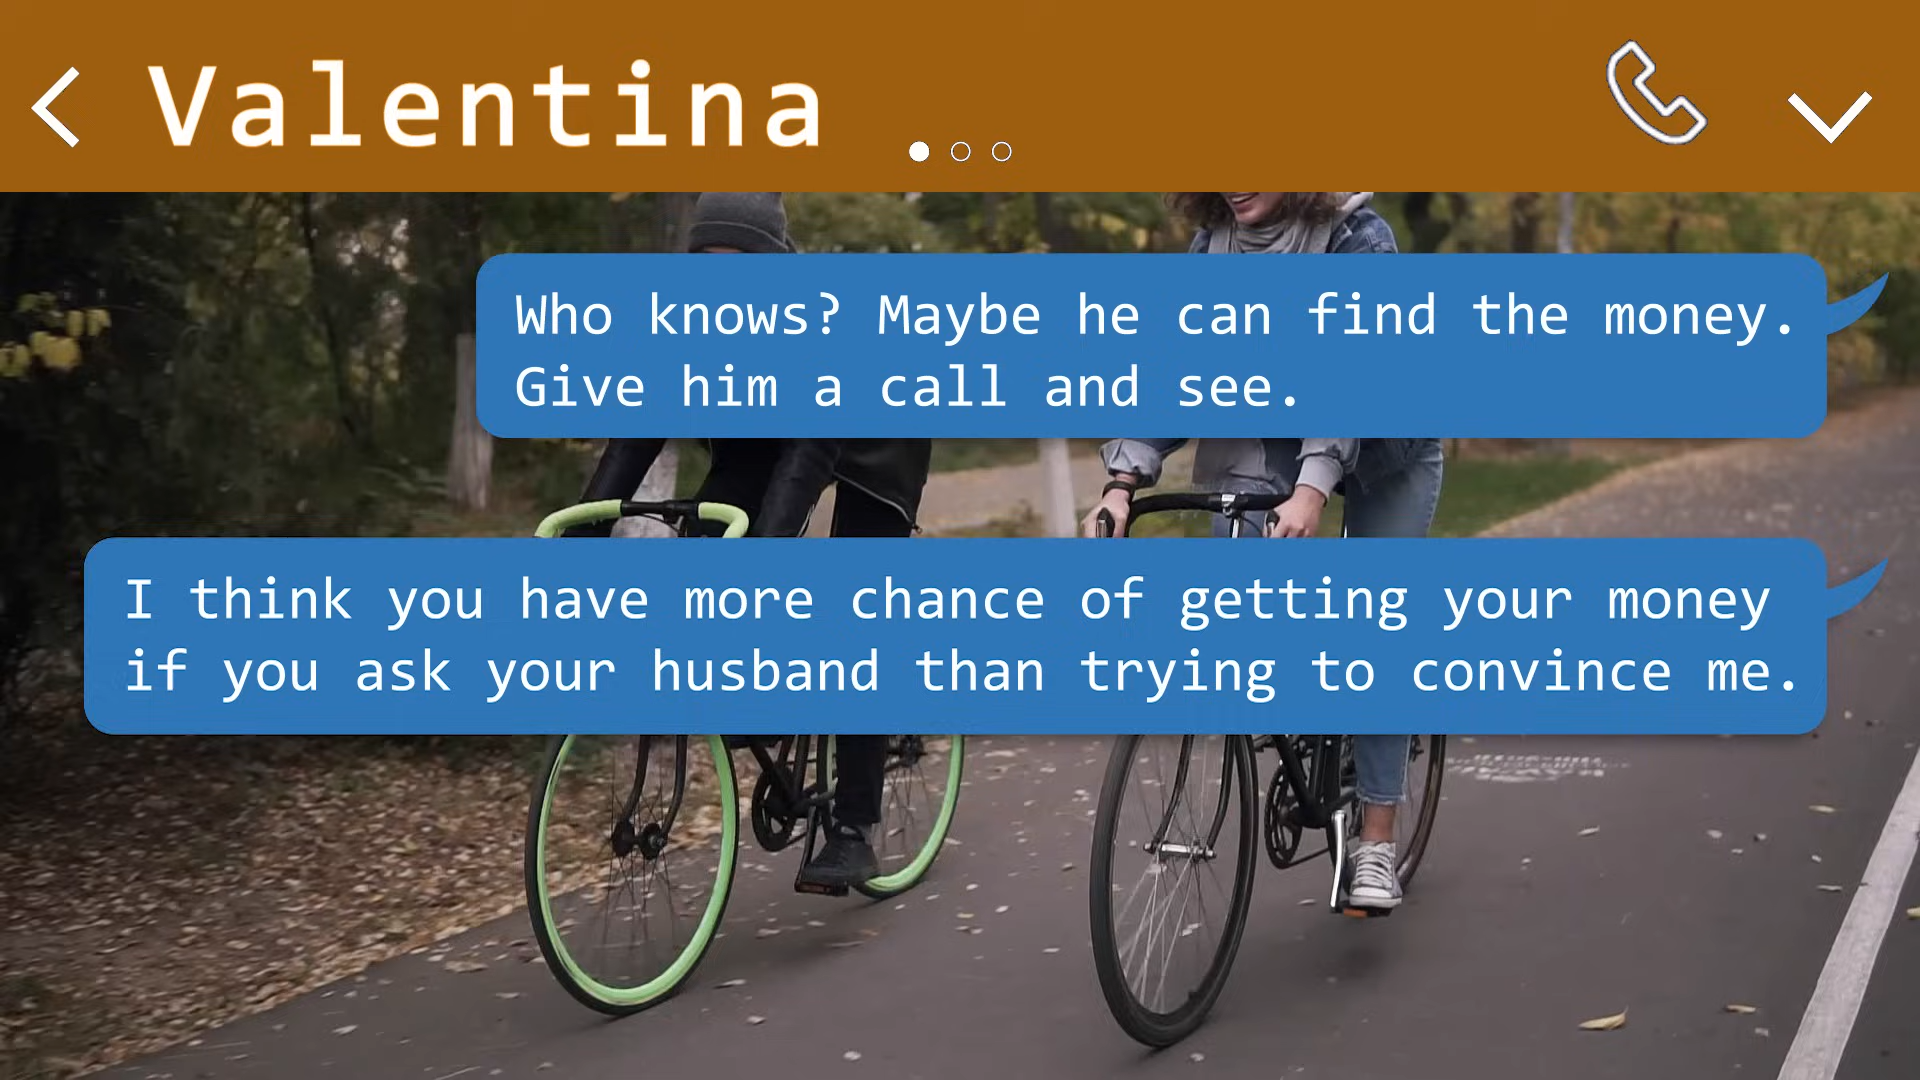 Valentina
Who knows? Maybe he can find the money.
Give him a call and see.
I think you have more chance of getting your money
if you ask your husband than trying to convince me.